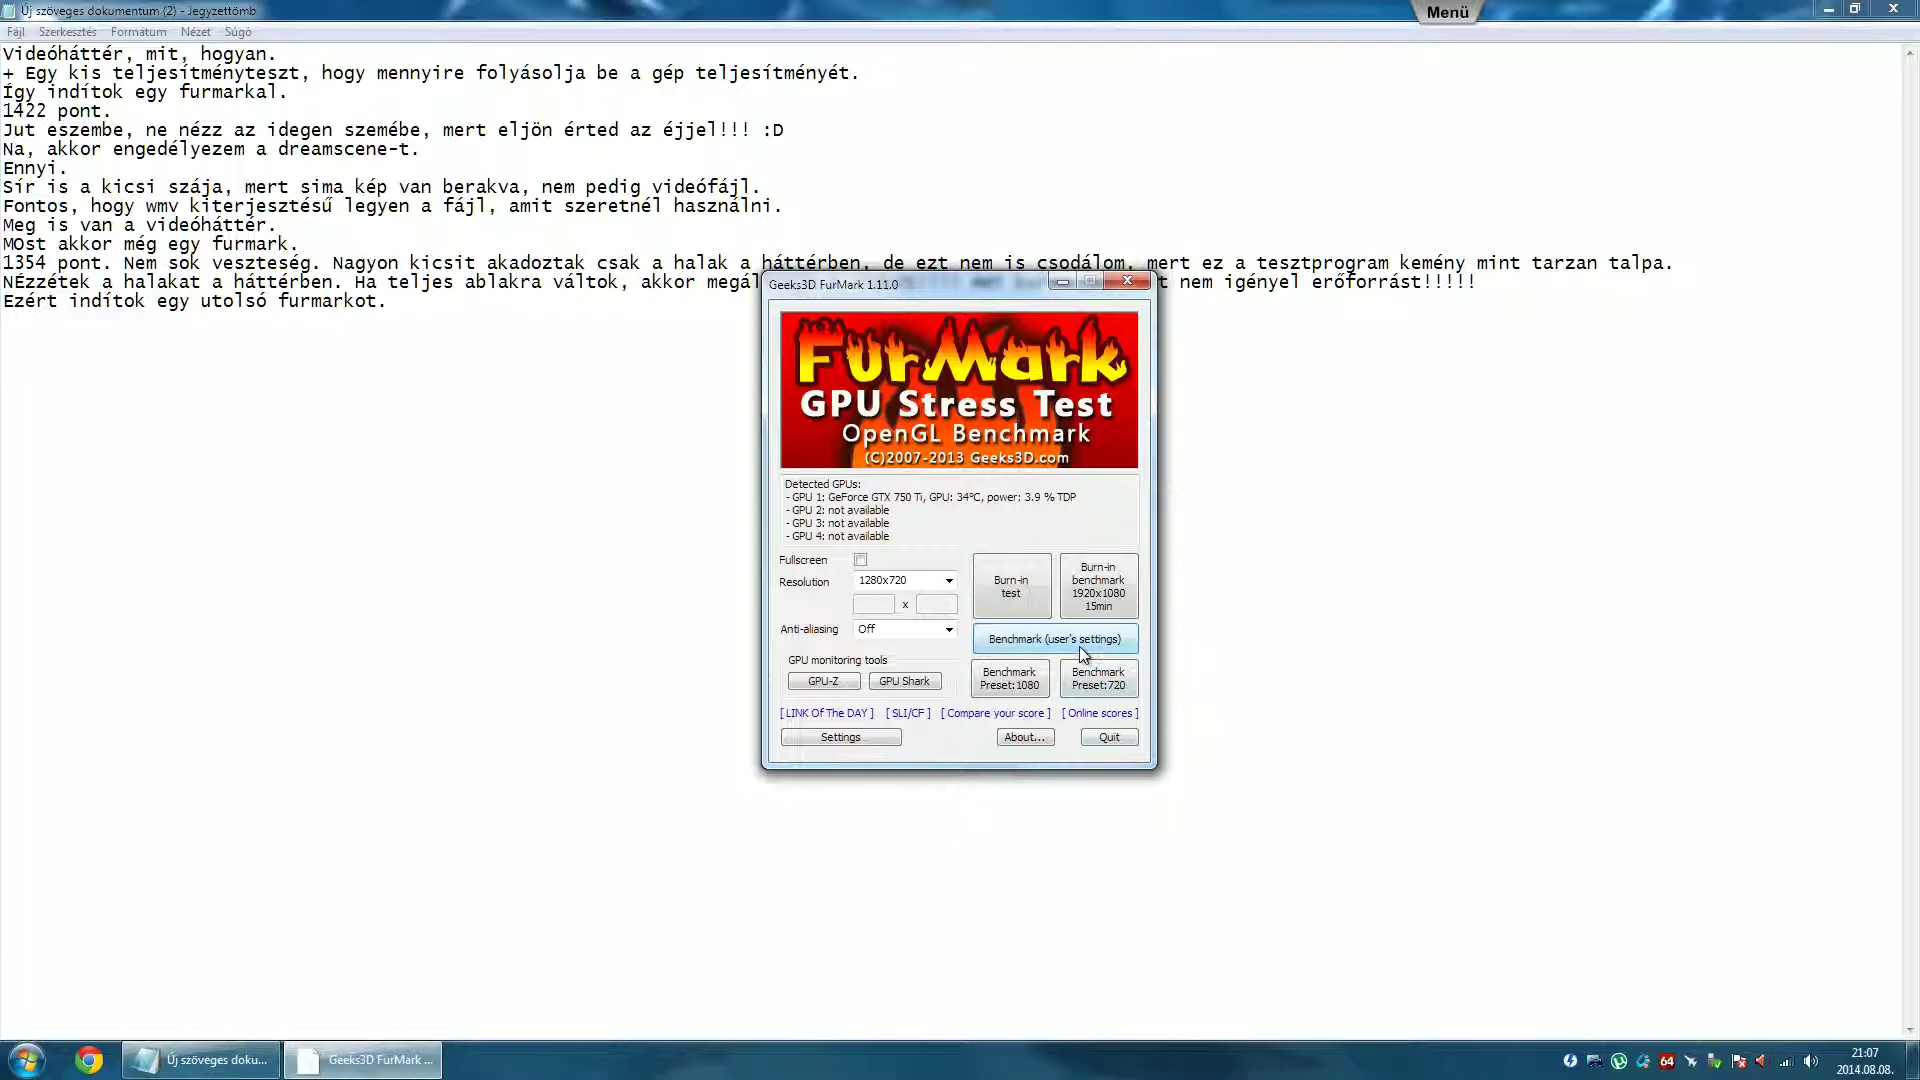 Új szöveges dokumentum (2) - Jegyzettömb
Menü
Fájl Szerkesztés Formátum Nézet Súgó
Videóháttér, mit, hogyan.
+ Egy kis teljesítményteszt, hogy mennyire folyásolja be a gép teljesítményét.
Így indítok egy furmarkal.
1422 pont.
Jut eszembe, ne nézz az idegen szemébe, mert eljön érted az éjjel!!! :D
Na, akkor engedélyezem a dreamscene-t.
Ennyi.
Sír is a kicsi szája, mert sima kép van berakva, nem pedig videófájl.
Fontos, hogy wmv kiterjesztésű legyen a fájl, amit szeretnél használni.
Meg is van a videóháttér.
MOst akkor még egy furmark.
1354 pont. Nem sok veszteség. Nagyon kicsit akadoztak csak a halak a háttérben, de ezt nem is csodálom, mert ez a tesztprogram kemény mint tarzan talpa.
NÉzzétek a halakat a háttérben. Ha teljes ablakra váltok, akkor megál
t nem igényel erőforrást!!!!!
Ezért indítok egy utolsó furmarkot.
Geeks3D FurMark 1.11.0
FurMark
GPU Stress Test
OpenGL Benchmark
(C)2007-2013 Geeks3D.com
Detected GPUs:
- GPU 1: GeForce GTX 750 Ti, GPU: 34°C, power: 3.9 % TDP
- GPU 2: not available
- GPU 3: not available
- GPU 4: not available
Fullscreen
Resolution 1280x720
x
Anti-aliasing Off
Burn-in
test
Burn-in
benchmark
1920x1080
15min
Benchmark (user's settings)
GPU monitoring tools
GPU-Z GPU Shark
Benchmark
Preset:1080
Benchmark
Preset:720
[ LINK Of The DAY ] [ SLI/CF ] [ Compare your score ] [ Online scores ]
Settings About... Quit
Új szöveges doku...
Geeks3D FurMark ...
64
21:07
2014.08.08.